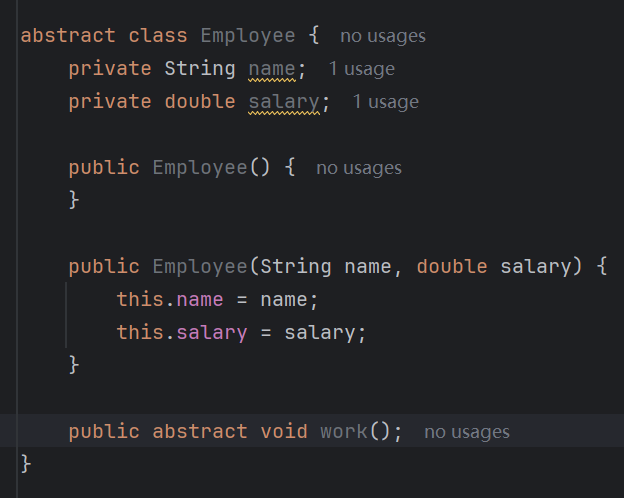 abstract class Employee { no usages
private String name; 1 usage
private double salary; 1 usage
public Employee() { no usages
}
public Employee(String name, double salary) {
this.name = name;
this.salary = salary;
}
public abstract void work(); no usages
}